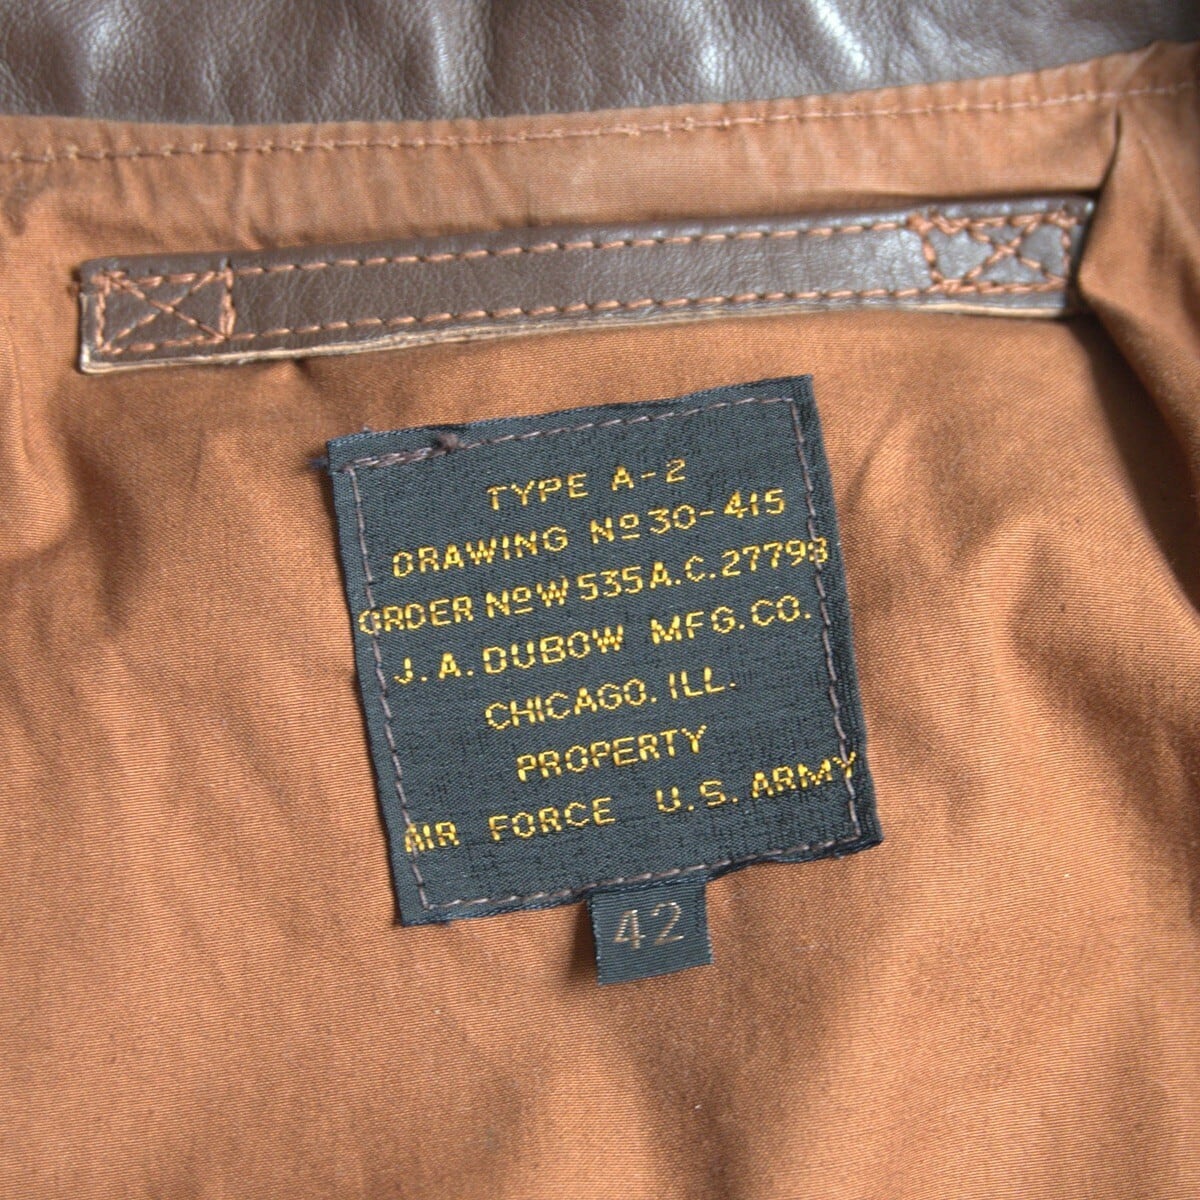 TYPE A-2
DRAWING Nº 30-415
ORDER Nº W 535 A.C. 27798
J. A. DUBOW MFG. CO.
CHICAGO. ILL.
PROPERTY
AIR FORCE U.S. ARMY
42